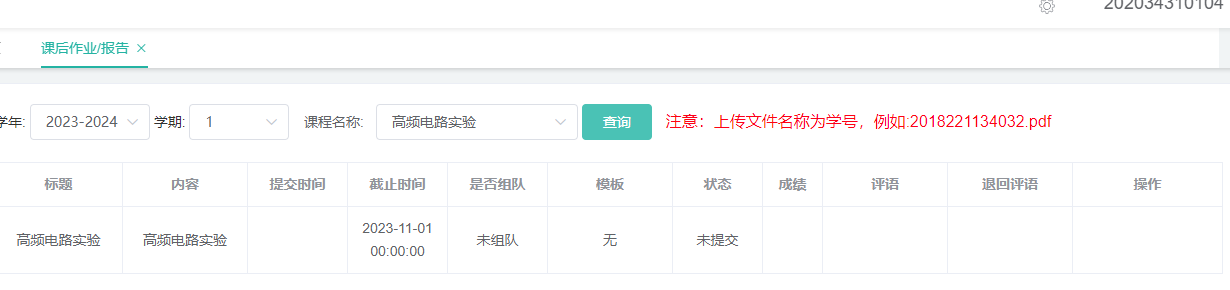 202034310104
课后作业/报告 ×
学年: 2023-2024 学期: 1 课程名称: 高频电路实验 查询 注意：上传文件名称为学号，例如:2018221134032.pdf
标题 内容 提交时间 截止时间 是否组队 模板 状态 成绩 评语 退回评语 操作
高频电路实验 高频电路实验 2023-11-01 00:00:00 未组队 无 未提交